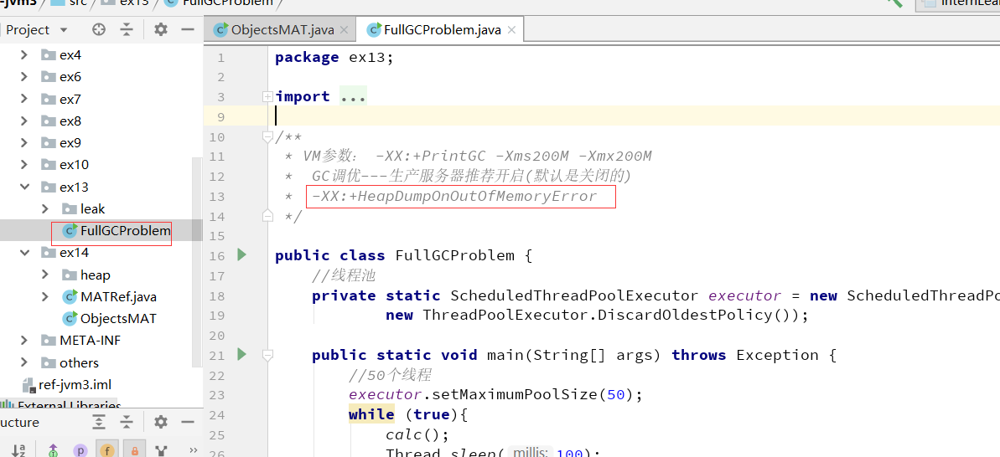 -jvm3
src
ex13
FullGCProblem
Project
ObjectsMAT.java
FullGCProblem.java
ex4
ex6
ex7
ex8
ex9
ex10
ex13
leak
FullGCProblem
ex14
heap
MATRef.java
ObjectsMAT
META-INF
others
ref-jvm3.iml
External Libraries
ucture
1 package ex13;
2
3 import ...
9
10 /**
11 * VM参数： -XX:+PrintGC -Xms200M -Xmx200M
12 * GC调优---生产服务器推荐开启(默认是关闭的)
13 * -XX:+HeapDumpOnOutOfMemoryError
14 */
15
16 public class FullGCProblem {
17 //线程池
18 private static ScheduledThreadPoolExecutor executor = new ScheduledThreadPo
19 new ThreadPoolExecutor.DiscardOldestPolicy());
20
21 public static void main(String[] args) throws Exception {
22 //50个线程
23 executor.setMaximumPoolSize(50);
24 while (true){
25 calc();
26 Thread.sleep( millis: 100);